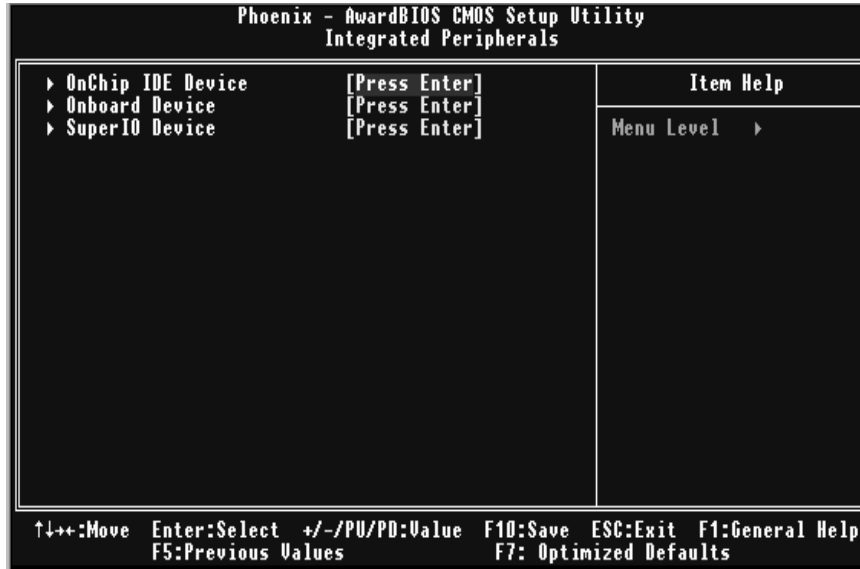 Phoenix - AwardBIOS CMOS Setup Utility
Integrated Peripherals
▸ OnChip IDE Device [Press Enter]
▸ Onboard Device [Press Enter]
▸ SuperIO Device [Press Enter]
Item Help
Menu Level ▸
↑↓→←:Move Enter:Select +/-/PU/PD:Value F10:Save ESC:Exit F1:General Help
F5:Previous Values F7: Optimized Defaults